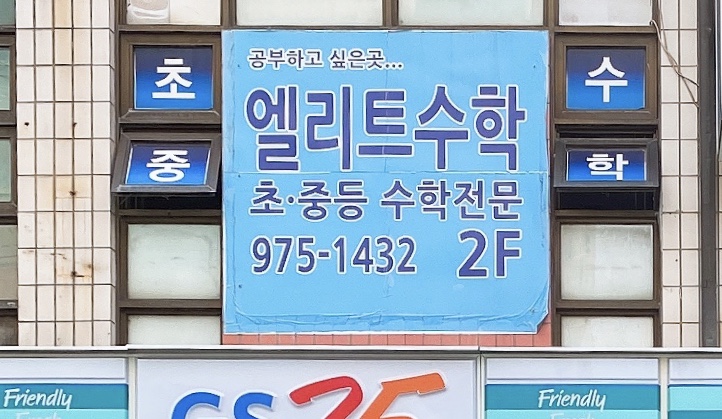 공부하고 싶은곳...
엘리트수학
초·중등 수학전문
975-1432 2F
초
중
수
학
GS25
Friendly
Friendly